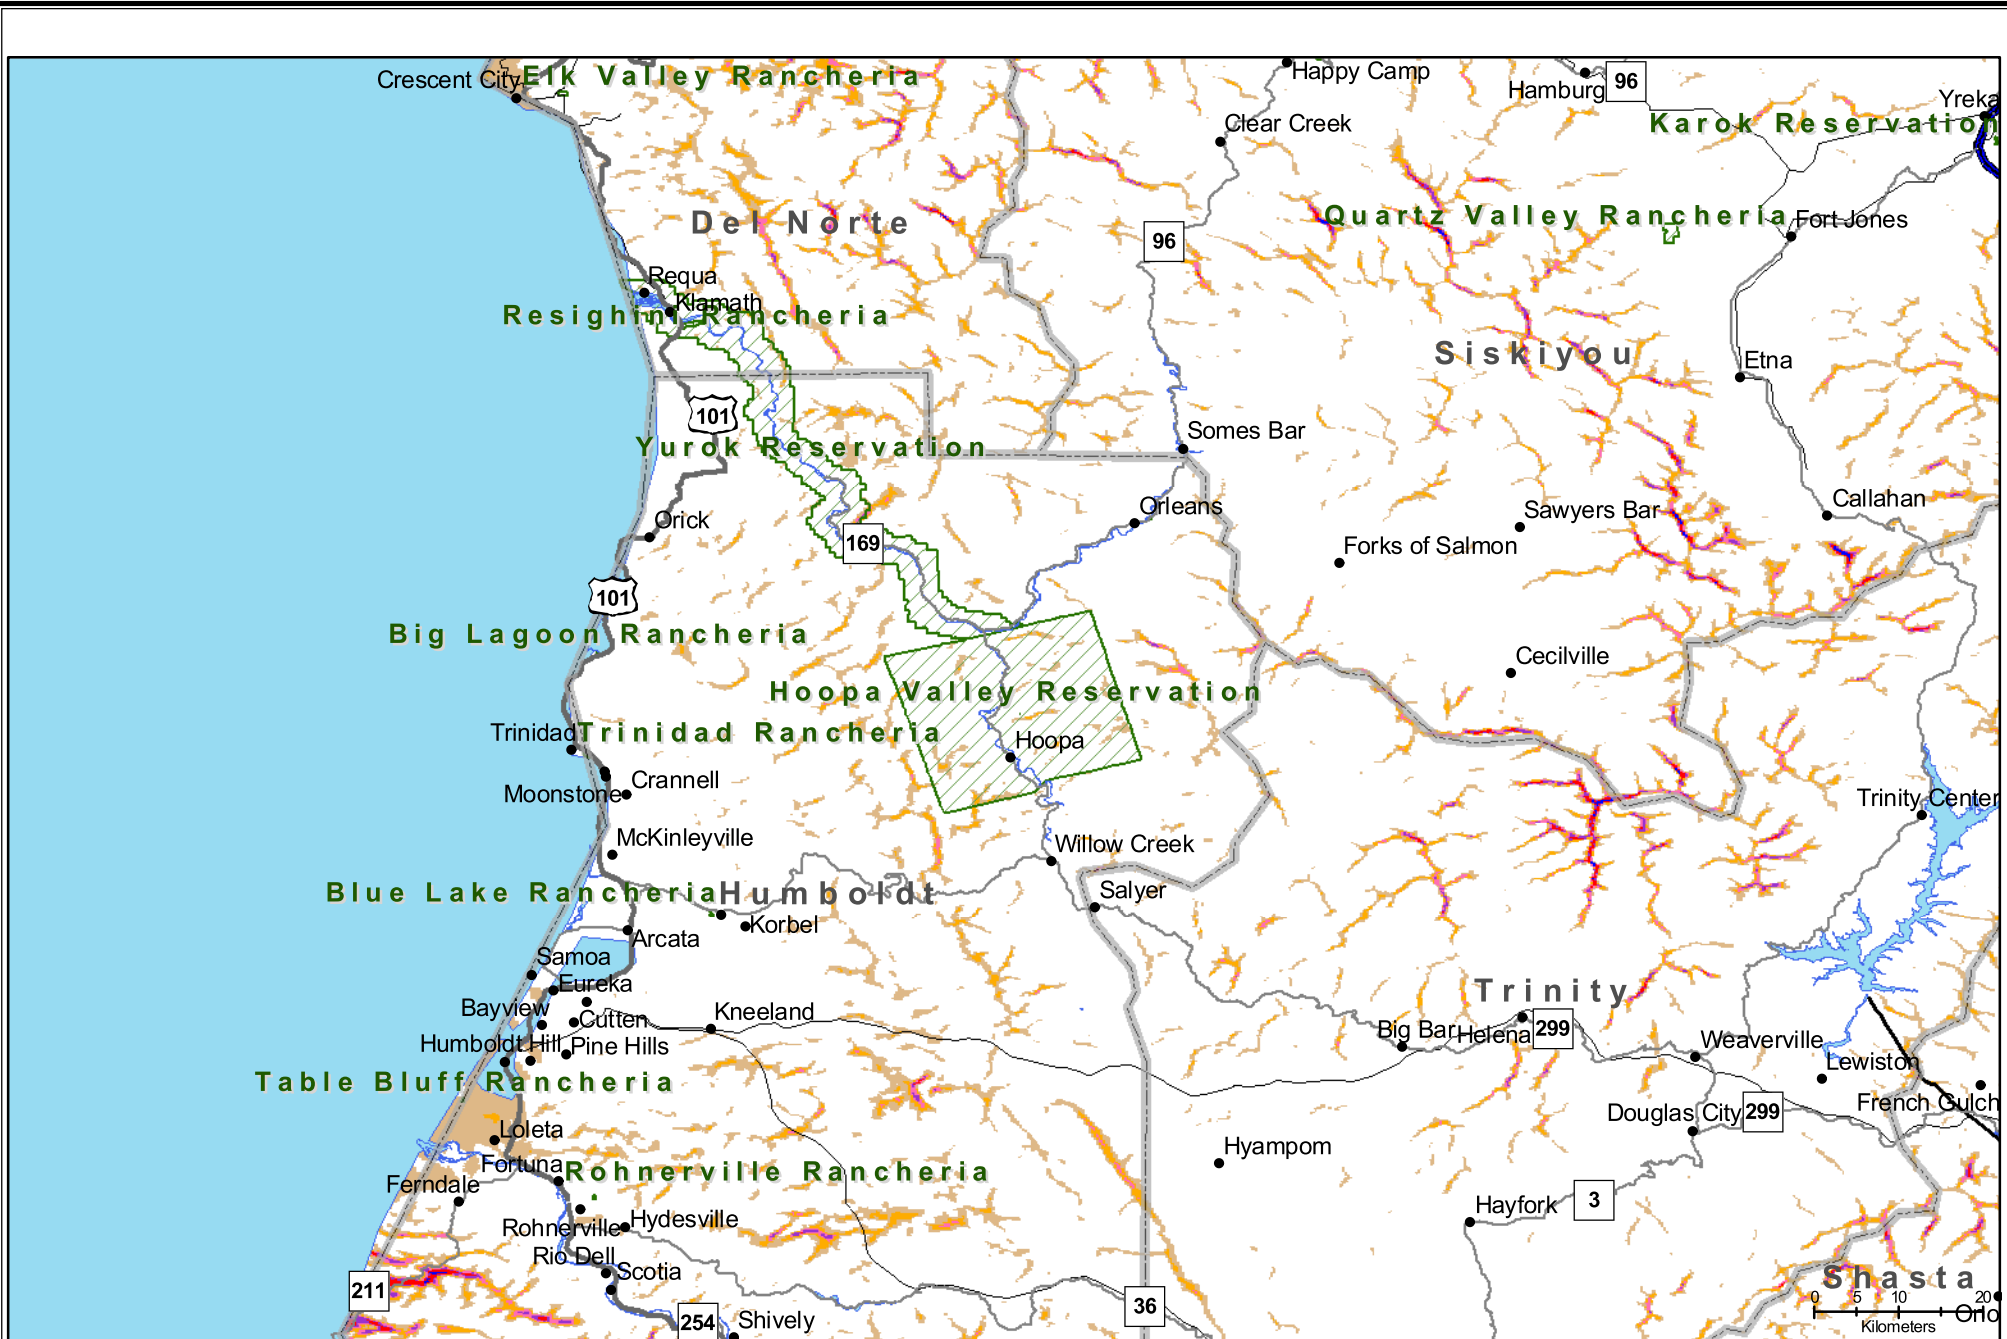 Crescent City
Elk Valley Rancheria
Happy Camp
Hamburg
96
Yreka
Karok Reservation
Clear Creek
Del Norte
96
Quartz Valley Rancheria
Fort Jones
Requa
Klamath
Resighini Rancheria
Siskiyou
Etna
101
Yurok Reservation
Somes Bar
Orick
169
Orleans
Sawyers Bar
Callahan
Forks of Salmon
101
Big Lagoon Rancheria
Cecilville
Hoopa Valley Reservation
Trinidad
Trinidad Rancheria
Hoopa
Crannell
Moonstone
Trinity Center
McKinleyville
Willow Creek
Blue Lake Rancheria
Humboldt
Salyer
Korbel
Arcata
Samoa
Eureka
Trinity
Bayview
Cutten
Kneeland
Big Bar
Helena
299
Humboldt Hill
Pine Hills
Weaverville
Lewiston
Table Bluff Rancheria
French Gulch
Douglas City
299
Loleta
Hyampom
Fortuna
Rohnerville Rancheria
Ferndale
Hayfork
3
Rohnerville
Hydesville
Rio Dell
Scotia
211
Shasta
0 5 10 20
Kilometers
36
254
Shively
Ono